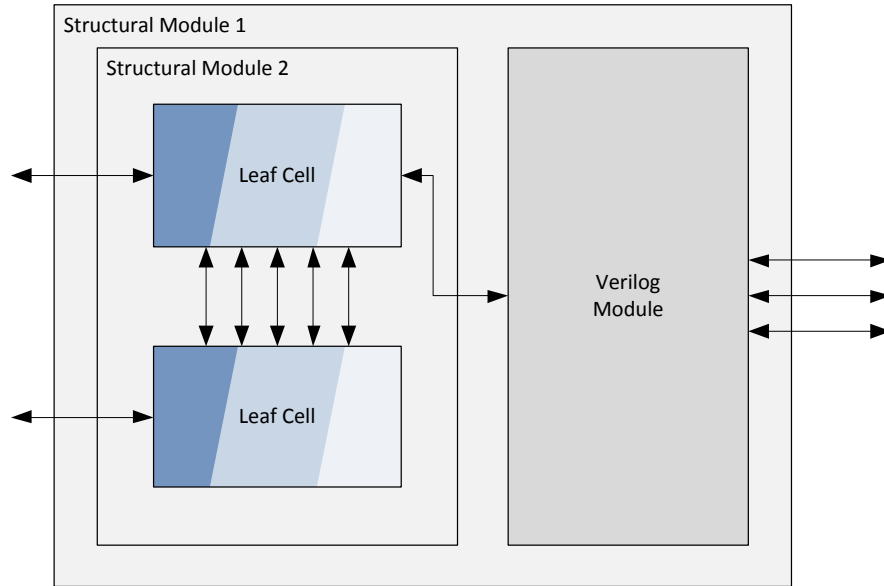 Structural Module 1
Structural Module 2
Leaf Cell
Verilog
Module
Leaf Cell